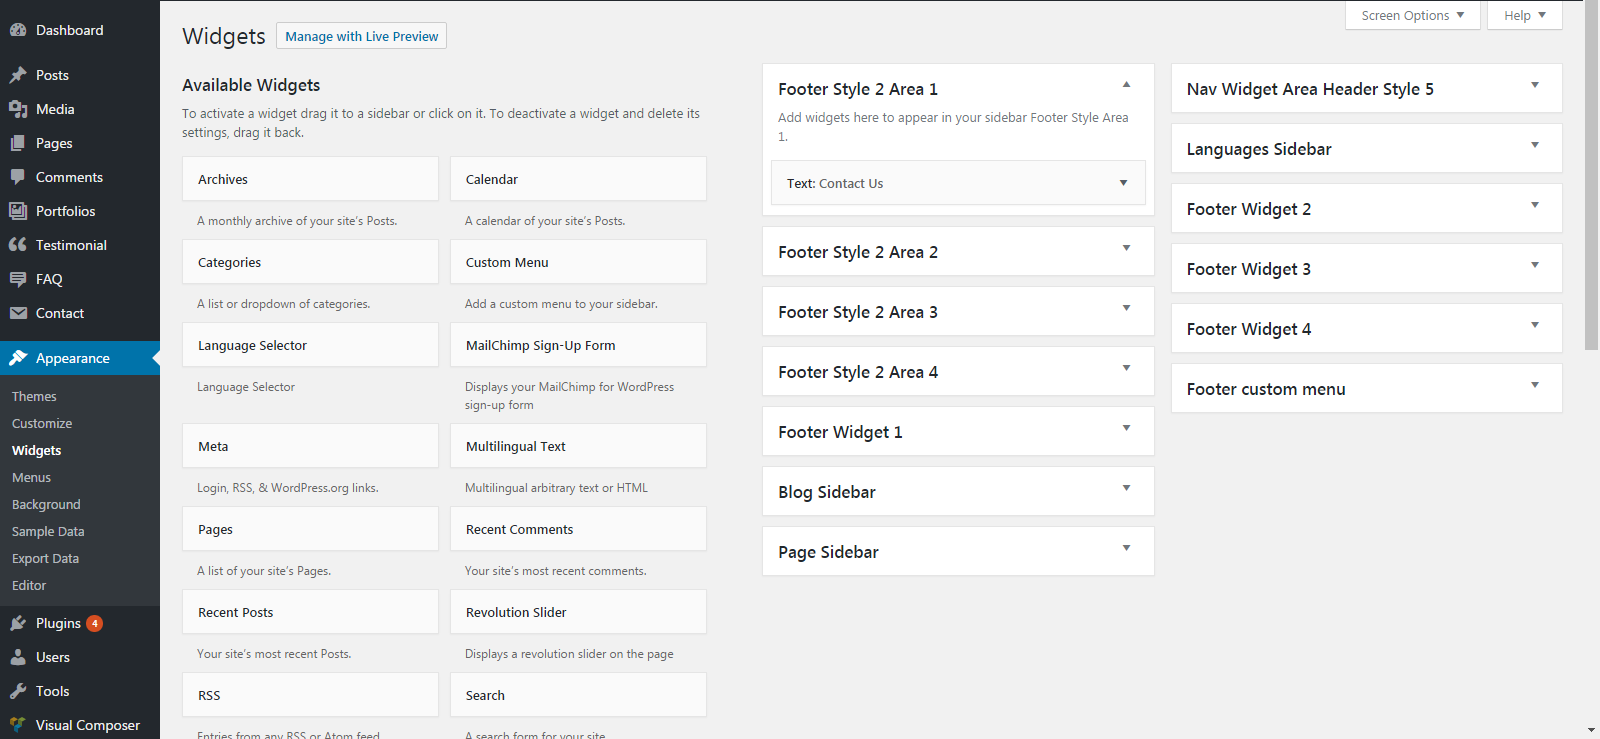 Dashboard
Posts
Media
Pages
Comments
Portfolios
Testimonial
FAQ
Contact
Appearance
Themes
Customize
Widgets
Menus
Background
Sample Data
Export Data
Editor
Plugins 4
Users
Tools
Visual Composer
Screen Options
Help
Widgets
Manage with Live Preview
Available Widgets
To activate a widget drag it to a sidebar or click on it. To deactivate a widget and delete its
settings, drag it back.
Archives
A monthly archive of your site's Posts.
Calendar
A calendar of your site's Posts.
Categories
A list or dropdown of categories.
Custom Menu
Add a custom menu to your sidebar.
Language Selector
Language Selector
MailChimp Sign-Up Form
Displays your MailChimp for WordPress
sign-up form
Meta
Login, RSS, & WordPress.org links.
Multilingual Text
Multilingual arbitrary text or HTML
Pages
A list of your site's Pages.
Recent Comments
Your site's most recent comments.
Recent Posts
Your site's most recent Posts.
Revolution Slider
Displays a revolution slider on the page
RSS
Entries from any RSS or Atom feed
Search
A search form for your site
Footer Style 2 Area 1
Add widgets here to appear in your sidebar Footer Style Area
1.
Text: Contact Us
Footer Style 2 Area 2
Footer Style 2 Area 3
Footer Style 2 Area 4
Footer Widget 1
Blog Sidebar
Page Sidebar
Nav Widget Area Header Style 5
Languages Sidebar
Footer Widget 2
Footer Widget 3
Footer Widget 4
Footer custom menu